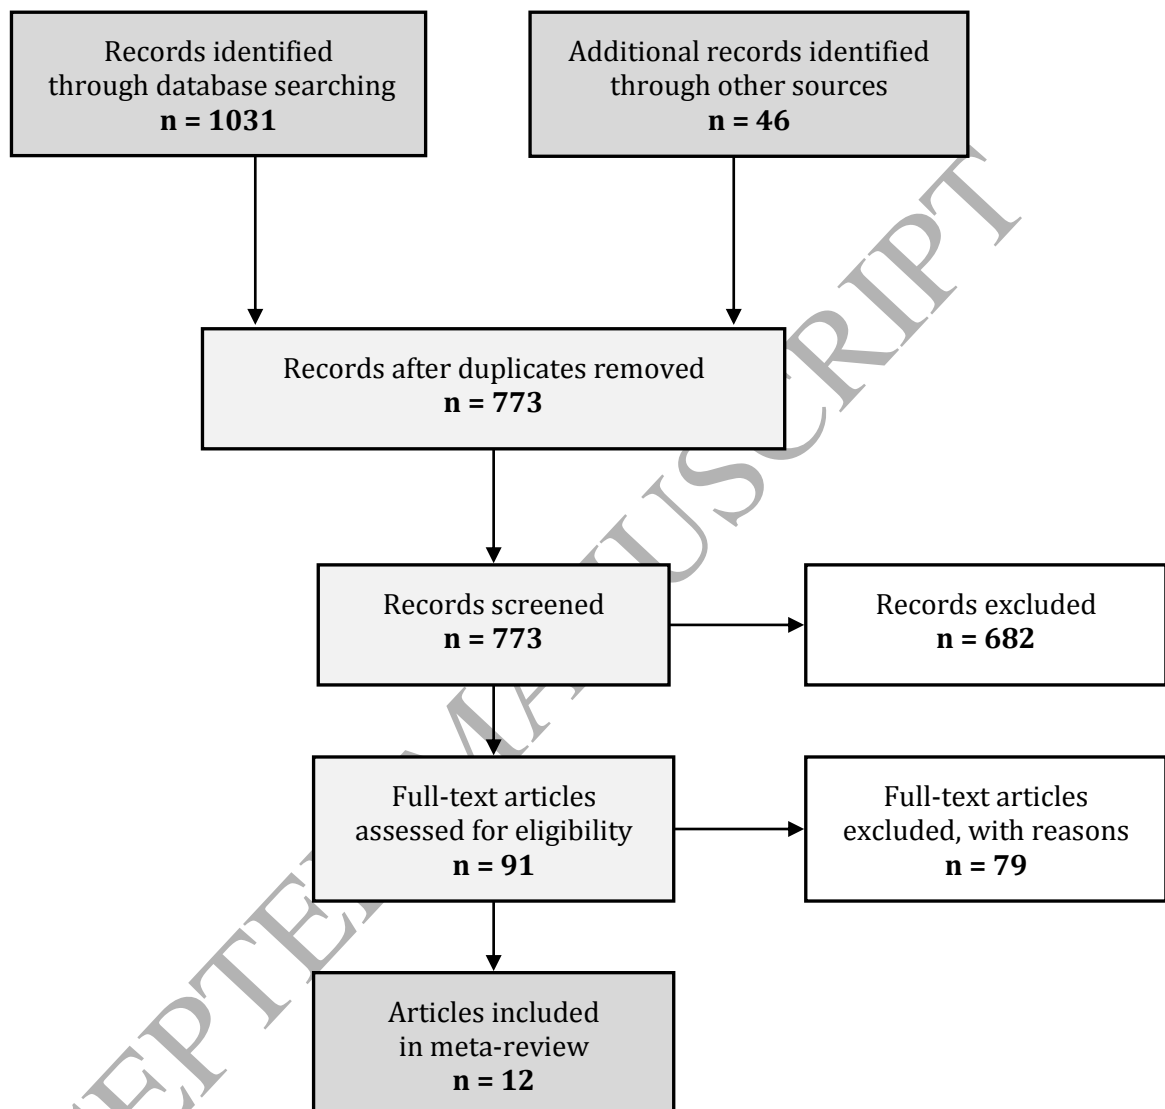 Records identified
through database searching
n = 1031
Additional records identified
through other sources
n = 46
Records after duplicates removed
n = 773
Records screened
n = 773
Records excluded
n = 682
Full-text articles
assessed for eligibility
n = 91
Full-text articles
excluded, with reasons
n = 79
Articles included
in meta-review
n = 12
MANUSCRIPT